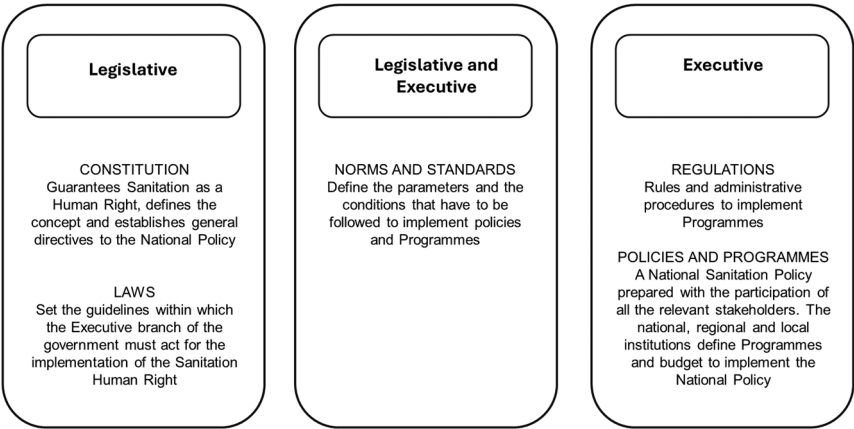 Legislative
CONSTITUTION
Guarantees Sanitation as a
Human Right, defines the
concept and establishes general
directives to the National Policy
LAWS
Set the guidelines within which
the Executive branch of the
government must act for the
implementation of the Sanitation
Human Right
Legislative and
Executive
NORMS AND STANDARDS
Define the parameters and the
conditions that have to be
followed to implement policies
and Programmes
Executive
REGULATIONS
Rules and administrative
procedures to implement
Programmes
POLICIES AND PROGRAMMES
A National Sanitation Policy
prepared with the participation of
all the relevant stakeholders. The
national, regional and local
institutions define Programmes
and budget to implement the
National Policy